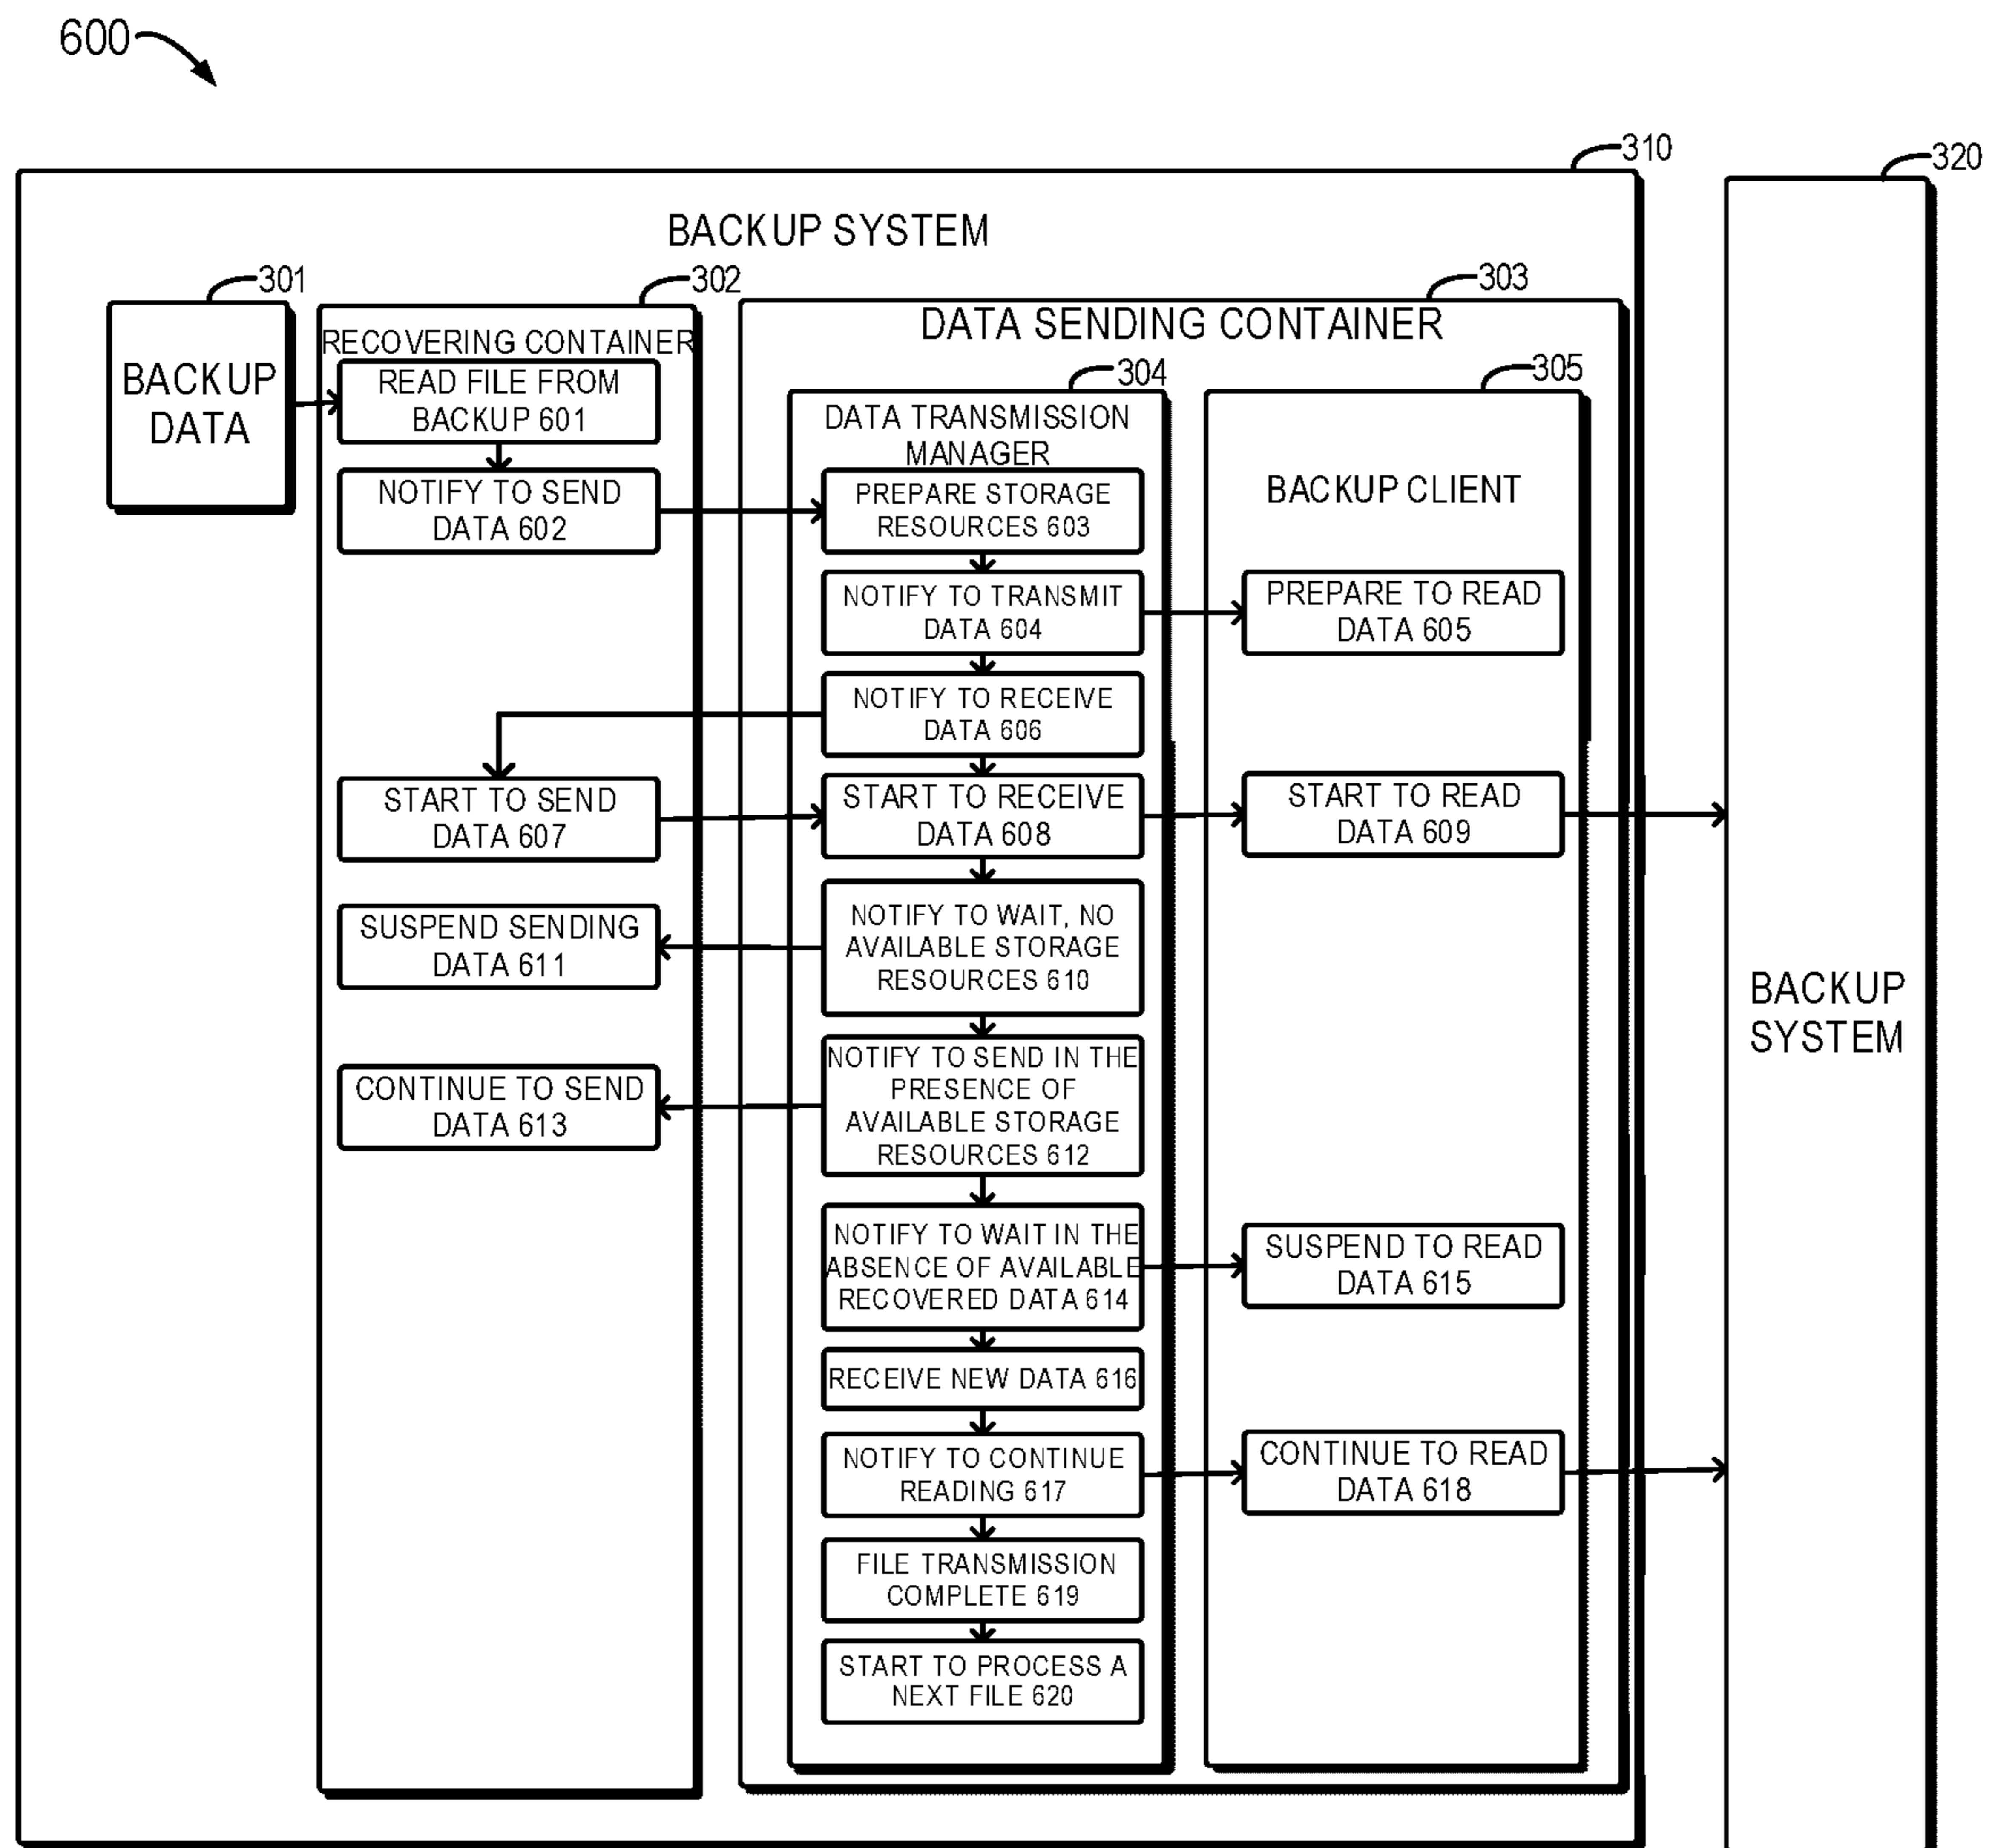 600
310
320
BACKUP SYSTEM
301
302
303
DATA SENDING CONTAINER
BACKUP
DATA
RECOVERING CONTAINER
READ FILE FROM
BACKUP 601
NOTIFY TO SEND
DATA 602
304
305
DATA TRANSMISSION
MANAGER
BACKUP CLIENT
PREPARE STORAGE
RESOURCES 603
NOTIFY TO TRANSMIT
DATA 604
PREPARE TO READ
DATA 605
NOTIFY TO RECEIVE
DATA 606
START TO SEND
DATA 607
START TO RECEIVE
DATA 608
START TO READ
DATA 609
NOTIFY TO WAIT, NO
AVAILABLE STORAGE
RESOURCES 610
SUSPEND SENDING
DATA 611
NOTIFY TO SEND IN THE
PRESENCE OF
AVAILABLE STORAGE
RESOURCES 612
CONTINUE TO SEND
DATA 613
BACKUP
SYSTEM
NOTIFY TO WAIT IN THE
ABSENCE OF AVAILABLE
RECOVERED DATA 614
SUSPEND TO READ
DATA 615
RECEIVE NEW DATA 616
NOTIFY TO CONTINUE
READING 617
CONTINUE TO READ
DATA 618
FILE TRANSMISSION
COMPLETE 619
START TO PROCESS A
NEXT FILE 620